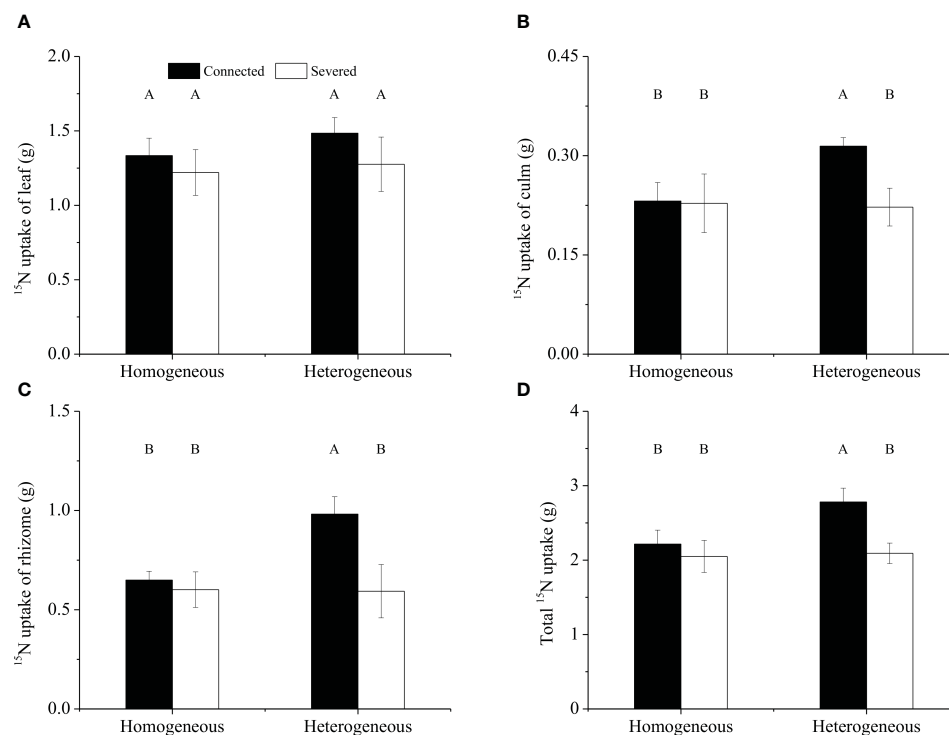 A
2.0
Connected
Severed
A A A A
1.5
1.0
0.5
0.0
¹⁵N uptake of leaf (g)
Homogeneous Heterogeneous
B
0.45
B B A B
0.30
0.15
0.00
¹⁵N uptake of culm (g)
Homogeneous Heterogeneous
C
1.5
B B A B
1.0
0.5
0.0
¹⁵N uptake of rhizome (g)
Homogeneous Heterogeneous
D
4
B B A B
3
2
1
0
Total ¹⁵N uptake (g)
Homogeneous Heterogeneous